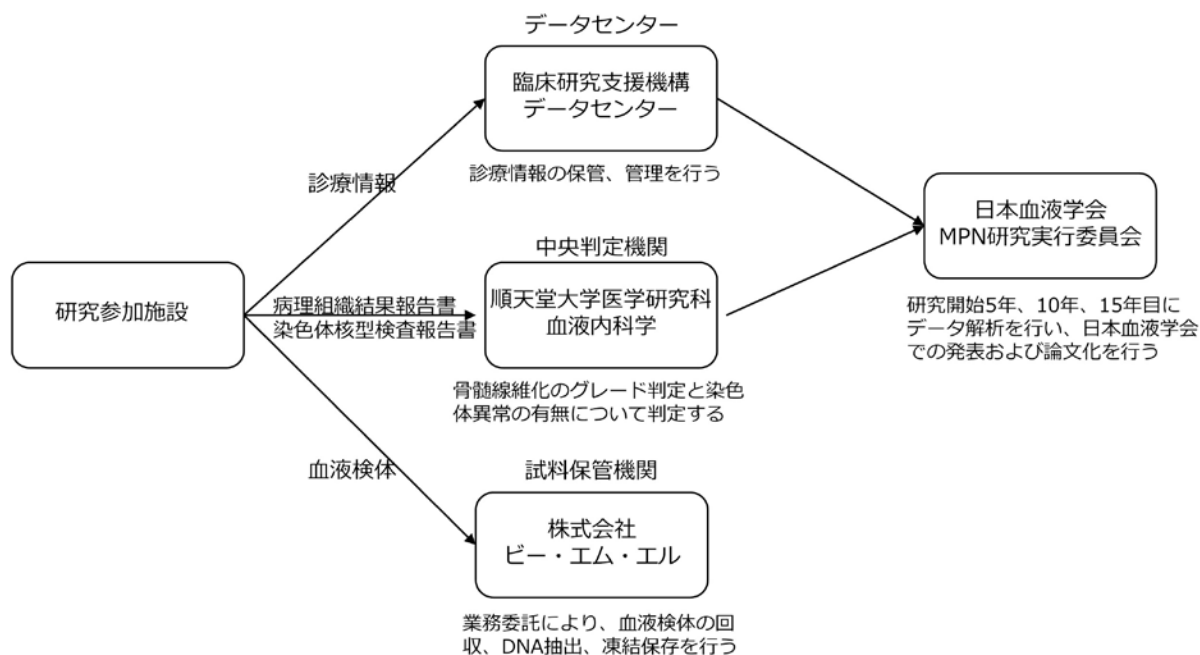 データセンター
臨床研究支援機構
データセンター
診療情報の保管、管理を行う
診療情報
日本血液学会
MPN研究実行委員会
研究開始5年、10年、15年目に
データ解析を行い、日本血液学会
での発表および論文化を行う
中央判定機関
順天堂大学医学研究科
血液内科学
骨髄線維化のグレード判定と染色
体異常の有無について判定する
研究参加施設
病理組織結果報告書
染色体核型検査報告書
血液検体
試料保管機関
株式会社
ビー・エム・エル
業務委託により、血液検体の回
収、DNA抽出、凍結保存を行う